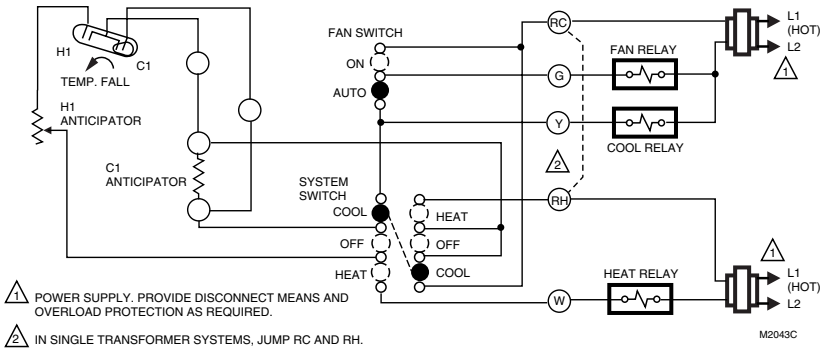 RC
L1
(HOT)
L2
1
FAN SWITCH
ON
AUTO
FAN RELAY
G
H1
C1
TEMP. FALL
H1
ANTICIPATOR
Y
COOL RELAY
2
C1
ANTICIPATOR
SYSTEM
SWITCH
COOL
OFF
HEAT
HEAT
OFF
COOL
RH
1
L1
(HOT)
L2
HEAT RELAY
W
1 POWER SUPPLY. PROVIDE DISCONNECT MEANS AND
OVERLOAD PROTECTION AS REQUIRED.
2 IN SINGLE TRANSFORMER SYSTEMS, JUMP RC AND RH.
M2043C